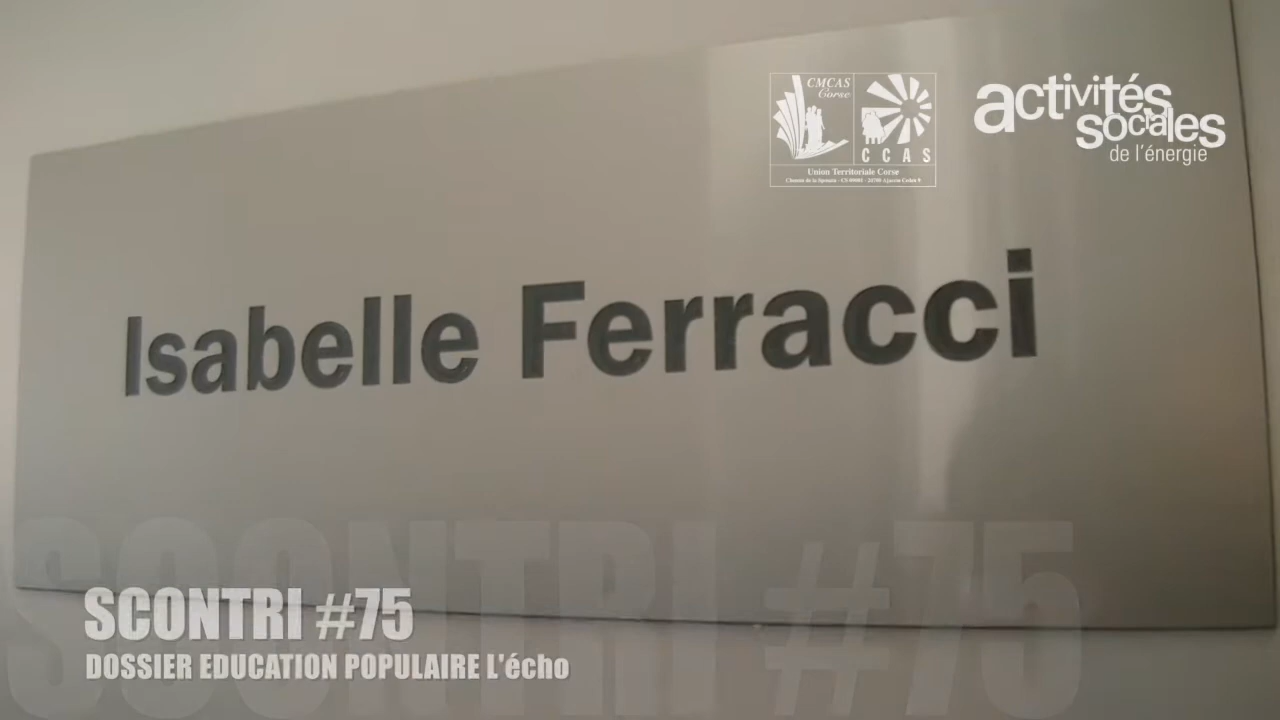 CMCAS
Corse
CCAS
Union Territoriale Corse
activités
sociales
de l'énergie
Isabelle Ferracci
SCONTRI #75
SCONTRI #75
DOSSIER EDUCATION POPULAIRE L'écho